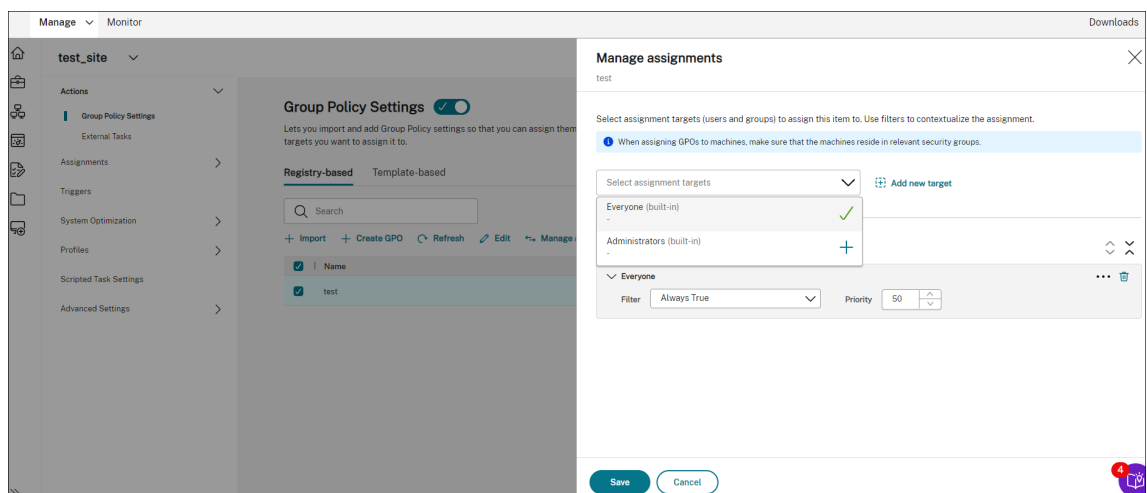 Manage Monitor Downloads
test_site
Actions
Group Policy Settings
External Tasks
Assignments
Triggers
System Optimization
Profiles
Scripted Task Settings
Advanced Settings
Group Policy Settings
Lets you import and add Group Policy settings so that you can assign them
targets you want to assign it to.
Registry-based Template-based
Search
Import Create GPO Refresh Edit Manage
Name
test
Manage assignments
test
Select assignment targets (users and groups) to assign this item to. Use filters to contextualize the assignment.
When assigning GPOs to machines, make sure that the machines reside in relevant security groups.
Select assignment targets Add new target
Everyone (built-in)
-
Administrators (built-in)
-
Everyone
Filter Always True Priority 50
Save Cancel
4